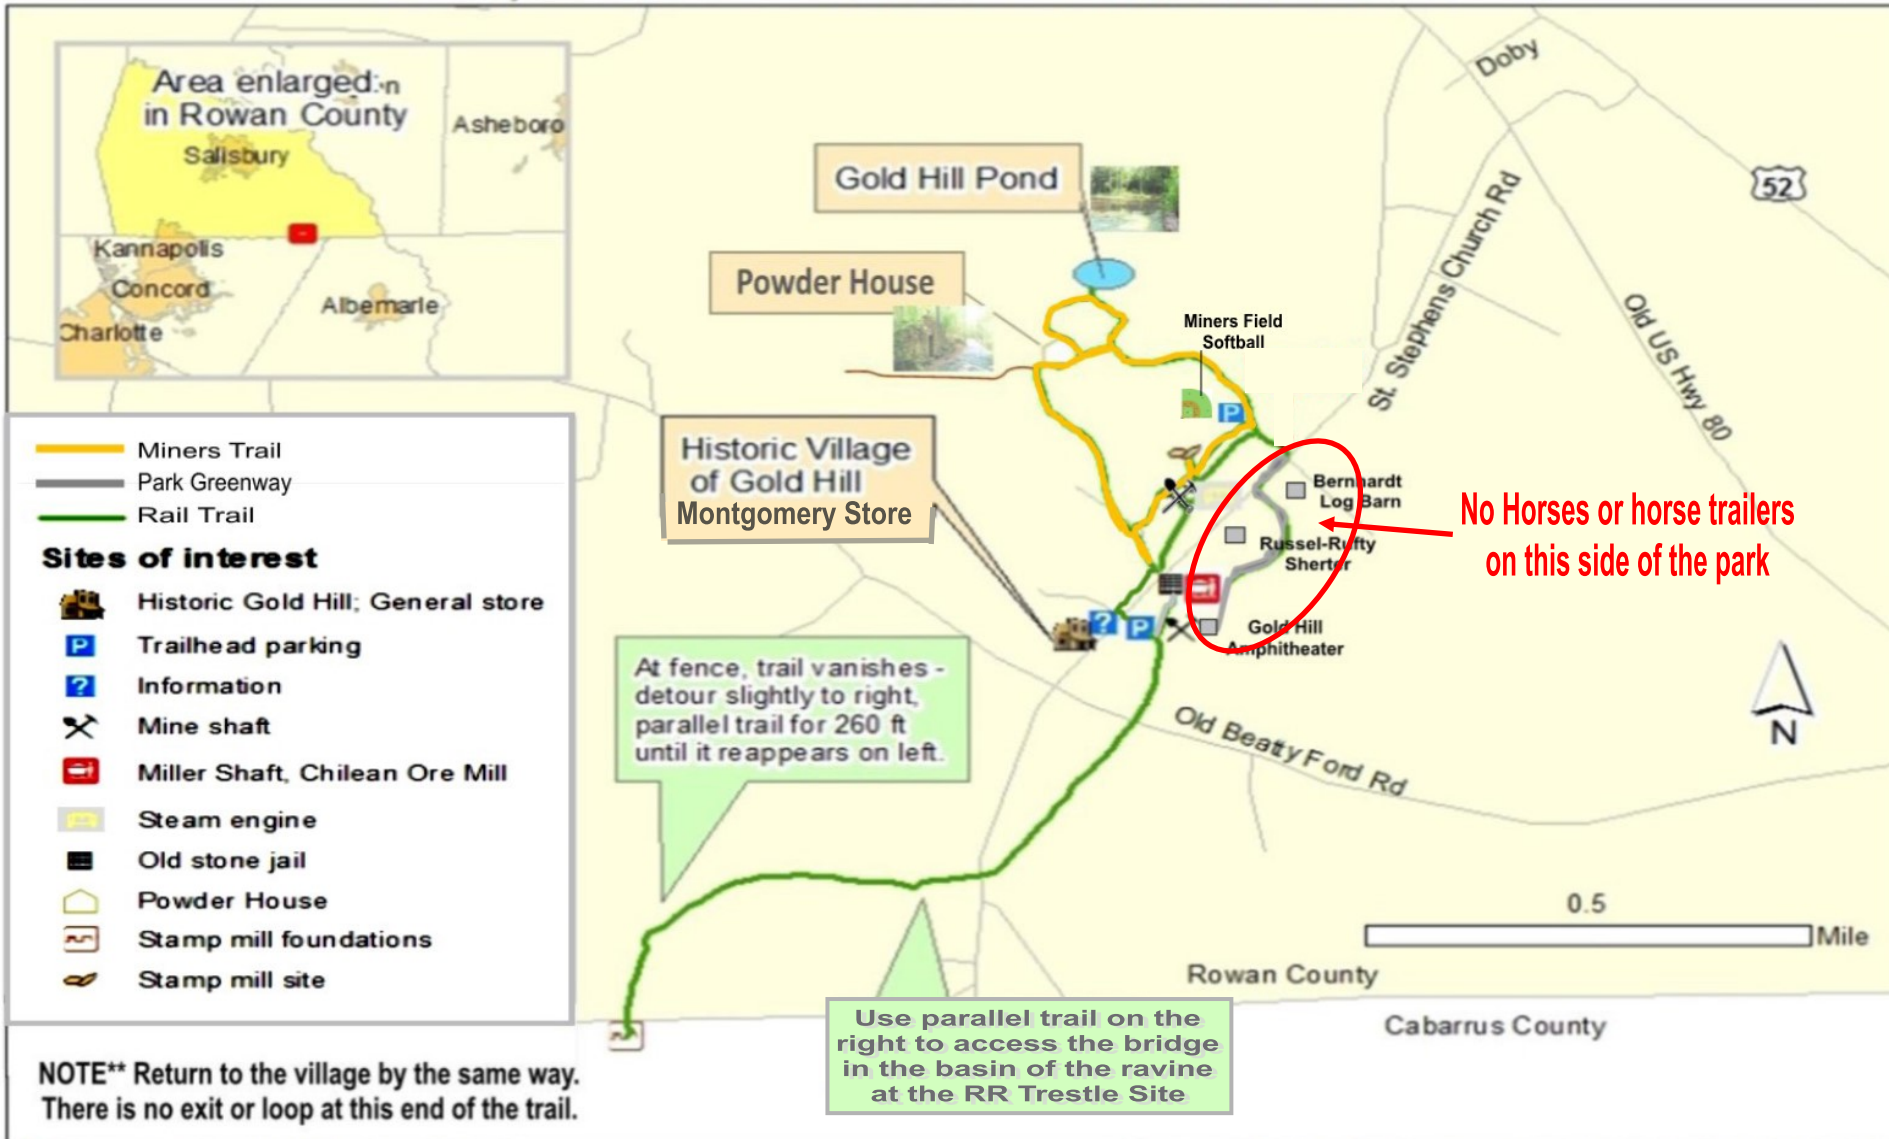 Area enlarged:n
in Rowan County
Salisbury
Asheboro
Kannapolis
Concord
Albemarle
Charlotte
Miners Trail
Park Greenway
Rail Trail
Sites of interest
Historic Gold Hill; General store
P Trailhead parking
? Information
Mine shaft
Miller Shaft, Chilean Ore Mill
Steam engine
Old stone jail
Powder House
Stamp mill foundations
Stamp mill site
NOTE** Return to the village by the same way.
There is no exit or loop at this end of the trail.
Gold Hill Pond
Powder House
Miners Field
Softball
P
Historic Village
of Gold Hill
Montgomery Store
Doby
52
St. Stephens Church Rd
Old US Hwy 80
Bernhardt
Log Barn
Russel-Rufty
Sherter
Gold Hill
Amphitheater
No Horses or horse trailers
on this side of the park
?
P
At fence, trail vanishes -
detour slightly to right,
parallel trail for 260 ft
until it reappears on left.
Old Beatty Ford Rd
N
0.5
Mile
Rowan County
Cabarrus County
Use parallel trail on the
right to access the bridge
in the basin of the ravine
at the RR Trestle Site